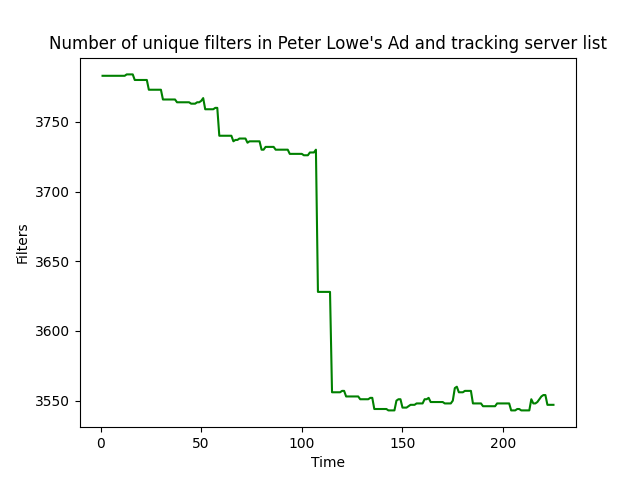 Number of unique filters in Peter Lowe's Ad and tracking server list
3750
3700
3650
3600
3550
Filters
0 50 100 150 200
Time